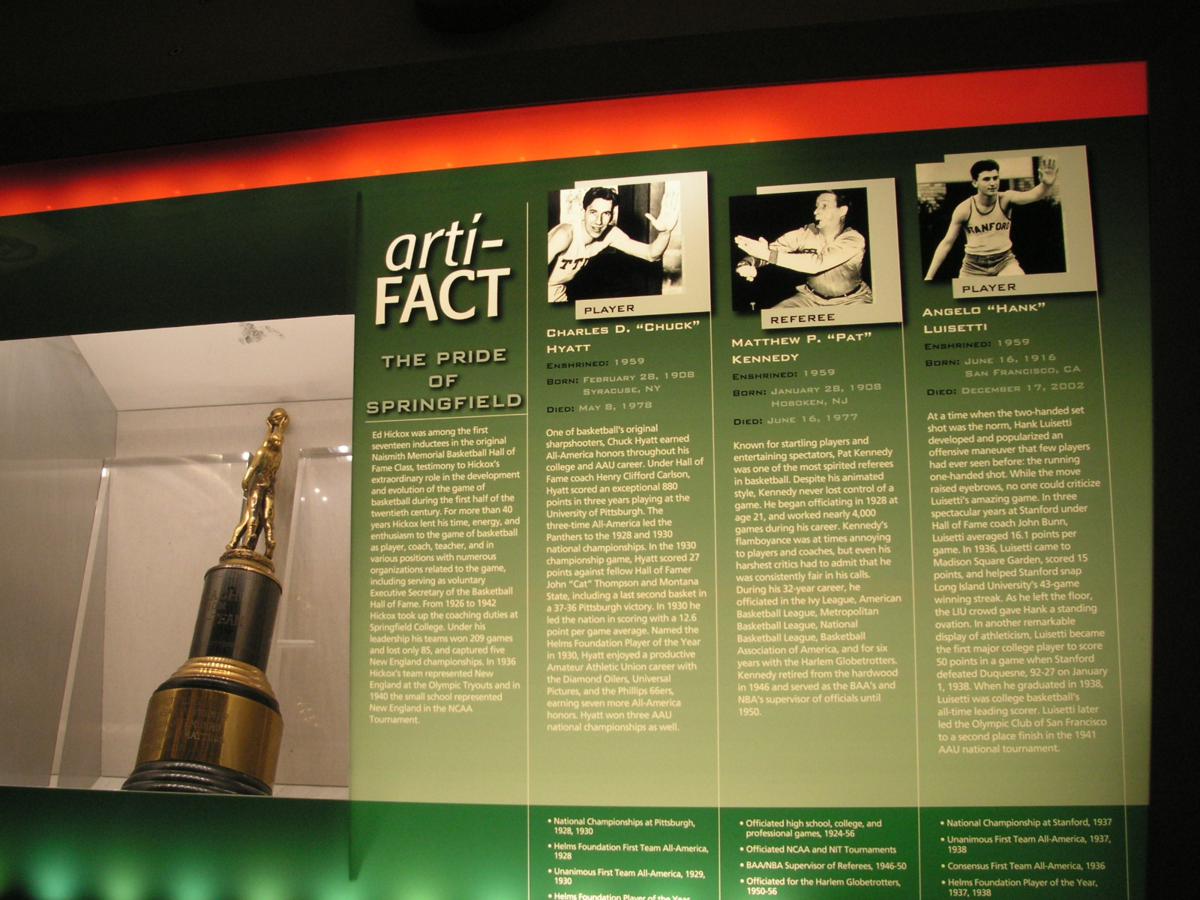 arti-
FACT
THE PRIDE
OF
SPRINGFIELD
Ed Hickox was among the first
seventeen inductees in the original
Naismith Memorial Basketball Hall of
Fame Class, testimony to Hickox's
extraordinary role in the development
and evolution of the game of
basketball during the first half of the
twentieth century. For more than 40
years Hickox lent his time, energy, and
enthusiasm to the game of basketball
as player, coach, teacher, and in
various positions with numerous
organizations related to the game,
including serving as voluntary
Executive Secretary of the Basketball
Hall of Fame. From 1926 to 1942
Hickox took up the coaching duties at
Springfield College. Under his
leadership his teams won 209 games
and lost only 85, and captured five
New England championships. In 1936
Hickox's team represented New
England at the Olympic Tryouts and in
1940 the small school represented
New England in the NCAA
Tournament.
PLAYER
CHARLES D. "CHUCK"
HYATT
ENSHRINED: 1959
BORN: FEBRUARY 28, 1908
SYRACUSE, NY
DIED: MAY 8, 1978
One of basketball's original
sharpshooters, Chuck Hyatt earned
All-America honors throughout his
college and AAU career. Under Hall of
Fame coach Henry Clifford Carlson,
Hyatt scored an exceptional 880
points in three years playing at the
University of Pittsburgh. The
three-time All-America led the
Panthers to the 1928 and 1930
national championships. In the 1930
championship game, Hyatt scored 27
points against fellow Hall of Famer
John "Cat" Thompson and Montana
State, including a last second basket in
a 37-36 Pittsburgh victory. In 1930 he
led the nation in scoring with a 12.6
point per game average. Named the
Helms Foundation Player of the Year
in 1930, Hyatt enjoyed a productive
Amateur Athletic Union career with
the Diamond Oilers, Universal
Pictures, and the Phillips 66ers,
earning seven more All-America
honors. Hyatt won three AAU
national championships as well.
• National Championships at Pittsburgh,
1928, 1930
• Helms Foundation First Team All-America,
1928
• Unanimous First Team All-America, 1929,
1930
• Helms Foundation Player of the Year,
REFEREE
MATTHEW P. "PAT"
KENNEDY
ENSHRINED: 1959
BORN: JANUARY 28, 1908
HOBOKEN, NJ
DIED: JUNE 16, 1977
Known for startling players and
entertaining spectators, Pat Kennedy
was one of the most spirited referees
in basketball. Despite his animated
style, Kennedy never lost control of a
game. He began officiating in 1928 at
age 21, and worked nearly 4,000
games during his career. Kennedy's
flamboyance was at times annoying
to players and coaches, but even his
harshest critics had to admit that he
was consistently fair in his calls.
During his 32-year career, he
officiated in the Ivy League, American
Basketball League, Metropolitan
Basketball League, National
Basketball League, Basketball
Association of America, and for six
years with the Harlem Globetrotters.
Kennedy retired from the hardwood
in 1946 and served as the BAA's and
NBA's supervisor of officials until
1950.
• Officiated high school, college, and
professional games, 1924-56
• Officiated NCAA and NIT Tournaments
• BAA/NBA Supervisor of Referees, 1946-50
• Officiated for the Harlem Globetrotters,
1950-56
TANFOR
PLAYER
ANGELO "HANK"
LUISETTI
ENSHRINED: 1959
BORN: JUNE 16, 1916
SAN FRANCISCO, CA
DIED: DECEMBER 17, 2002
At a time when the two-handed set
shot was the norm, Hank Luisetti
developed and popularized an
offensive maneuver that few players
had ever seen before: the running
one-handed shot. While the move
raised eyebrows, no one could criticize
Luisetti's amazing game. In three
spectacular years at Stanford under
Hall of Fame coach John Bunn,
Luisetti averaged 16.1 points per
game. In 1936, Luisetti came to
Madison Square Garden, scored 15
points, and helped Stanford snap
Long Island University's 43-game
winning streak. As he left the floor,
the LIU crowd gave Hank a standing
ovation. In another remarkable
display of athleticism, Luisetti became
the first major college player to score
50 points in a game when Stanford
defeated Duquesne, 92-27 on January
1, 1938. When he graduated in 1938,
Luisetti was college basketball's
all-time leading scorer. Luisetti later
led the Olympic Club of San Francisco
to a second place finish in the 1941
AAU national tournament.
• National Championship at Stanford, 1937
• Unanimous First Team All-America, 1937,
1938
• Consensus First Team All-America, 1936
• Helms Foundation Player of the Year,
1937, 1938